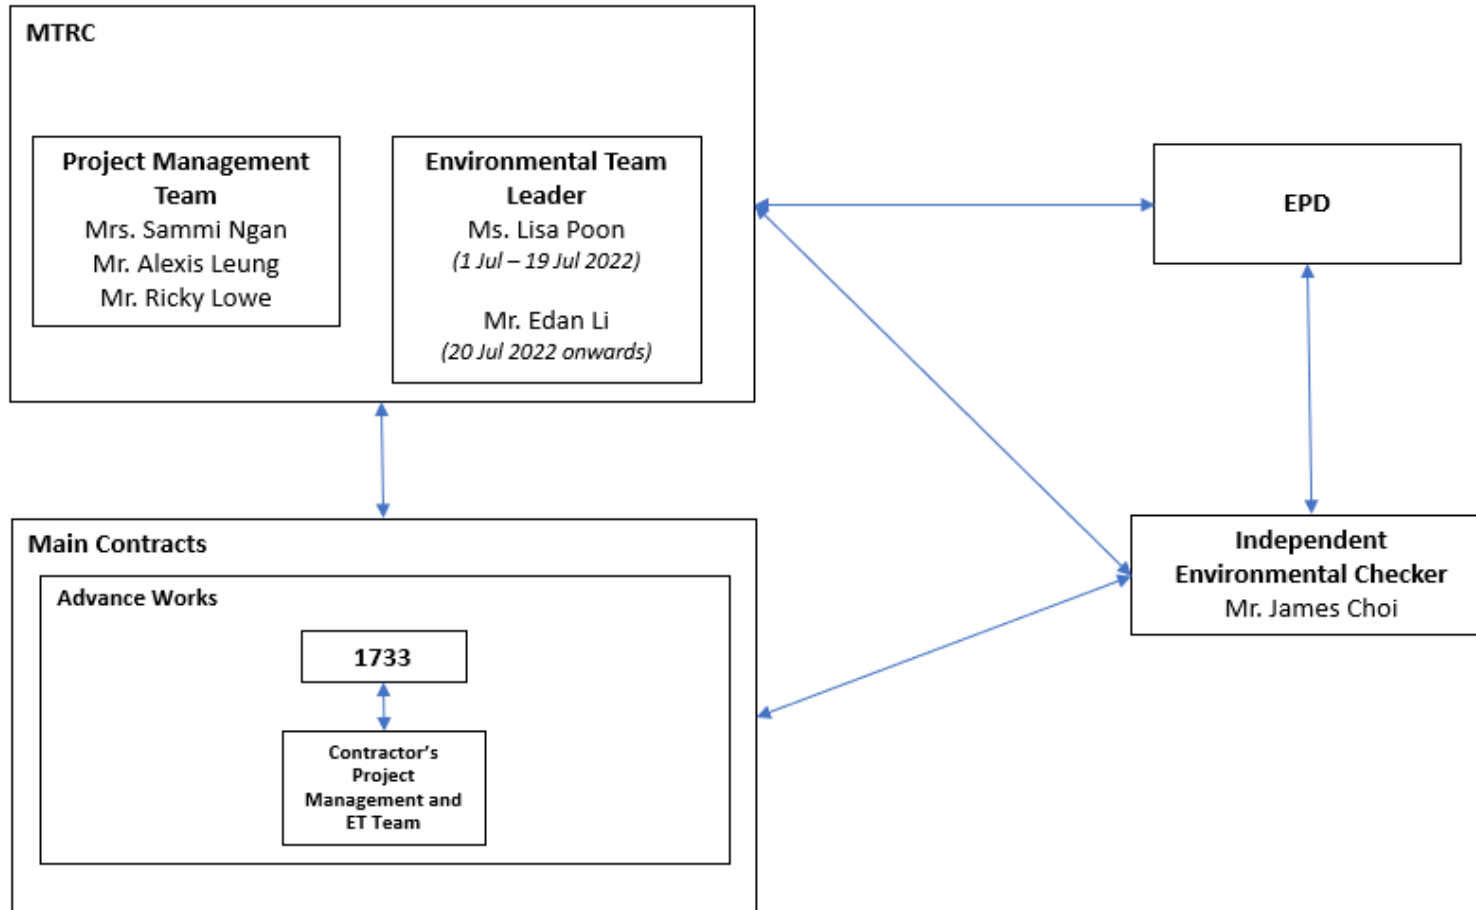 MTRC
Project Management
Team
Mrs. Sammi Ngan
Mr. Alexis Leung
Mr. Ricky Lowe
Environmental Team
Leader
Ms. Lisa Poon
(1 Jul – 19 Jul 2022)
Mr. Edan Li
(20 Jul 2022 onwards)
EPD
Main Contracts
Advance Works
1733
Contractor's
Project
Management and
ET Team
Independent
Environmental Checker
Mr. James Choi